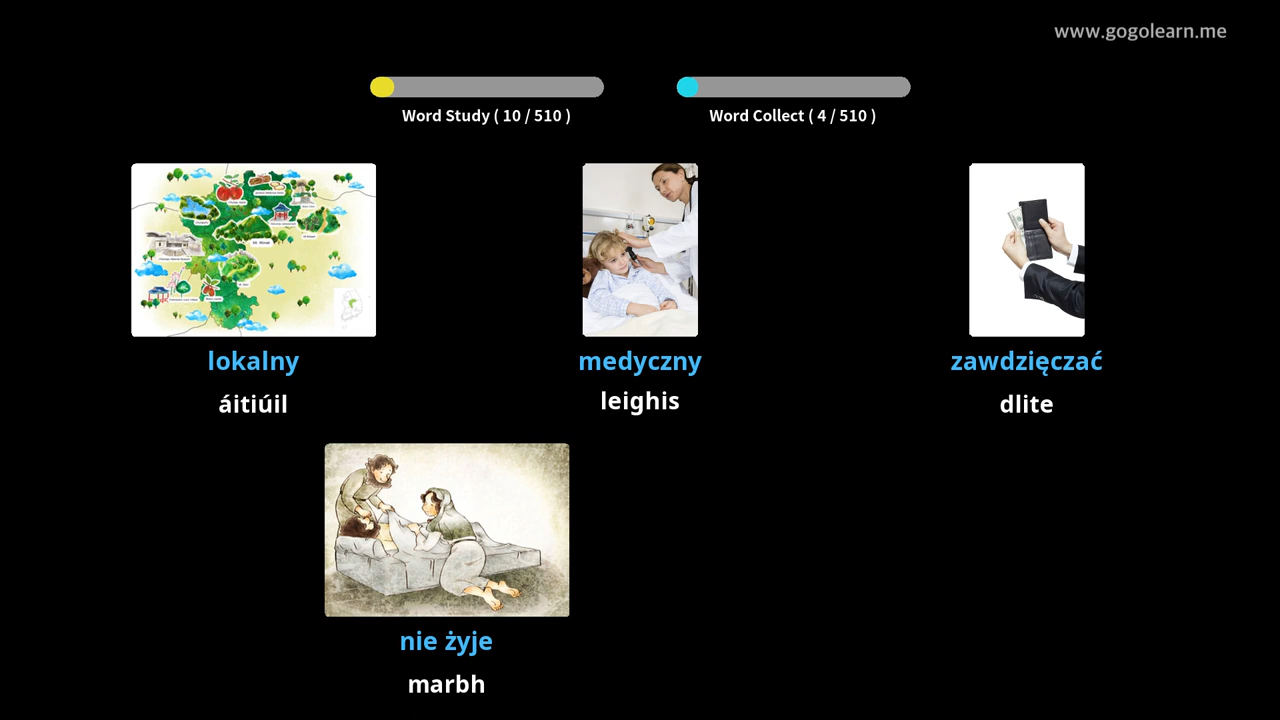 www.gogolearn.me
Word Study ( 10 / 510 )
Word Collect ( 4 / 510 )
lokalny
áitiúil
medyczny
leighis
zawdzięczać
dlite
nie żyje
marbh